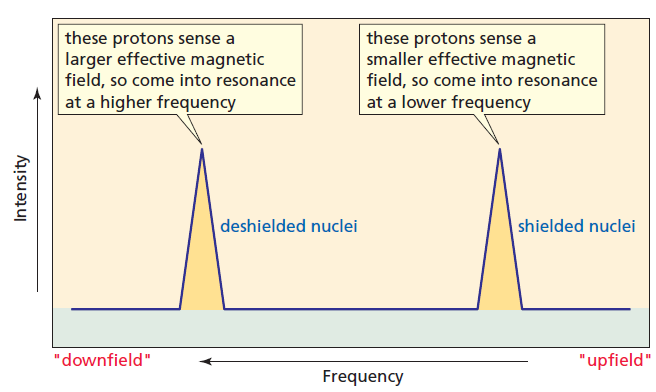 these protons sense a
larger effective magnetic
field, so come into resonance
at a higher frequency
these protons sense a
smaller effective magnetic
field, so come into resonance
at a lower frequency
Intensity
deshielded nuclei
shielded nuclei
"downfield"
"upfield"
Frequency